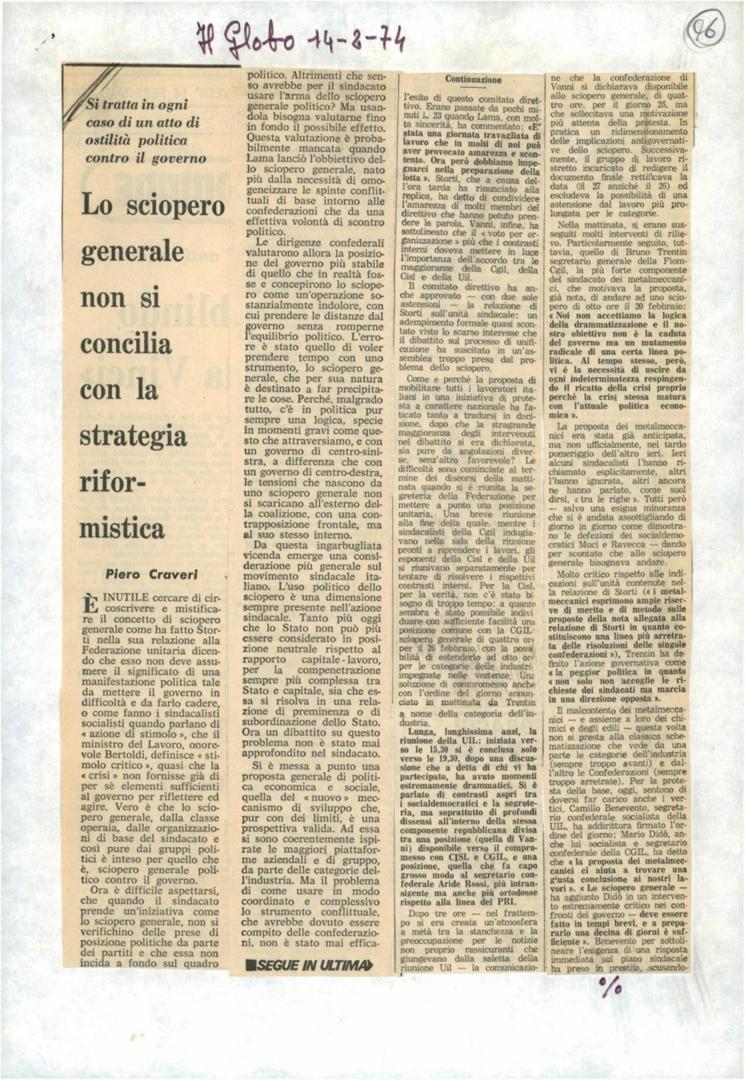 Il Globo 14-2-74
96
Si tratta in ogni
caso di un atto di
ostilità politica
contro il governo
Lo sciopero
generale
non si
concilia
con la
strategia
rifor-
mistica
Piero Craveri
È INUTILE cercare di cir-
coscrivere e mistifica-
re il concetto di sciopero
generale come ha fatto Stor-
ti nella sua relazione alla
Federazione unitaria dicen-
do che esso non deve assu-
mere il significato di una
manifestazione politica tale
da mettere il governo in
difficoltà e da farlo cadere,
o come fanno i sindacalisti
socialisti quando parlano di
« azione di stimolo », che il
ministro del Lavoro, onore-
vole Bertoldi, definisce « sti-
molo critico », quasi che la
« crisi » non fornisse già di
per sè elementi sufficienti
al governo per riflettere ed
agire. Vero è che lo scio-
pero generale, dalla classe
operaia, dalle organizzazio-
ni di base del sindacato e
così pure dai gruppi poli-
tici è inteso per quello che
è, sciopero generale poli-
tico contro il governo.
Ora è difficile aspettarsi,
che quando il sindacato
prende un'iniziativa come
lo sciopero generale, non si
verifichino delle prese di
posizione politiche da parte
dei partiti e che essa non
incida a fondo sul quadro
politico. Altrimenti che sen-
so avrebbe per il sindacato
usare l'arma dello sciopero
generale politico? Ma usan-
dola bisogna valutarne fino
in fondo il possibile effetto.
Questa valutazione è proba-
bilmente mancata quando
Lama lanciò l'obbiettivo del-
lo sciopero generale, nato
più dalla necessità di omo-
geneizzare le spinte conflit-
tuali di base intorno alle
confederazioni che da una
effettiva volontà di scontro
politico.
Le dirigenze confederali
valutarono allora la posizio-
ne del governo più stabile
di quello che in realtà fos-
se e concepirono lo sciope-
ro come un'operazione so-
stanzialmente indolore, con
cui prendere le distanze dal
governo senza romperne
l'equilibrio politico. L'erro-
re è stato quello di voler
prendere tempo con uno
strumento, lo sciopero gene-
rale, che per sua natura
è destinato a far precipita-
re le cose. Perché, malgrado
tutto, c'è in politica pur
sempre una logica, specie
in momenti gravi come que-
sto che attraversiamo, e con
un governo di centro-sini-
stra, a differenza che con
un governo di centro-destra,
le tensioni che nascono da
uno sciopero generale non
si scaricano all'esterno del-
la coalizione, con una con-
trapposizione frontale, ma
al suo stesso interno.
Da questa ingarbugliata
vicenda emerge una con-
siderazione più generale sul
movimento sindacale ita-
liano. L'uso politico dello
sciopero è una dimensione
sempre presente nell'azione
sindacale. Tanto più oggi
che lo Stato non può più
essere considerato in posi-
zione neutrale rispetto al
rapporto capitale - lavoro,
per la compenetrazione
sempre più complessa tra
Stato e capitale, sia che es-
sa si risolva in una rela-
zione di preminenza o di
subordinazione dello Stato.
Ora un dibattito su questo
problema non è stato mai
approfondito nel sindacato.
Si è messa a punto una
proposta generale di politi-
ca economica e sociale,
quella del « nuovo » mec-
canismo di sviluppo che,
pur con dei limiti, è una
prospettiva valida. Ad essa
si sono coerentemente ispi-
rate le maggiori piattafor-
me aziendali e di gruppo,
da parte delle categorie del-
l'industria. Ma il problema
di come usare in modo
coordinato e complessivo
lo strumento conflittuale,
che avrebbe dovuto essere
compito delle confederazio-
ni, non è stato mai effica-
■SEGUE IN ULTIMA
Continuazione
l'esito di questo comitato diret-
tivo. Erano passate da pochi mi-
nuti l. 23 quando Lama, con mol-
ta sincerità, ha commentato: «E'
stata una giornata travagliata di
lavoro che in molti di noi può
aver provocato amarezza e scon-
tento. Ora però dobbiamo impe-
gnarci nella preparazione della
lotta ». Storti, che a causa del-
l'ora tarda ha rinunciato alla
replica, ha detto di condividere
l'amarezza di molti membri del
direttivo che hanno potuto pren-
dere la parola. Vanni, infine, ha
sottolineato che il « voto per or-
ganizzazione » più che i contrasti
interni doveva mettere in luce
l'importanza dell'accordo tra le
maggioranze della Cgil, della
Cisl e della Uil.
Il comitato direttivo ha an-
che approvato — con due sole
astensioni — la relazione di
Storti sull'unità sindacale: un
adempimento formale quasi scon-
tato visto lo scarso interesse che
il dibattito sul processo di uni-
ficazione ha suscitato in un'as-
semblea troppo presa dal pro-
blema dello sciopero.
Come e perchè la proposta di
mobilitare tutti i lavoratori ita-
liani in una iniziativa di prote-
sta a carattere nazionale ha fa-
ticato tanto a tradursi in decisio-
ne, dopo che la stragrande
maggioranza degli intervenuti
nel dibattito si era dichiarata,
sia pure da angolazioni diver-
se, senz'altro favorevole? Le
difficoltà sono cominciate al ter-
mine dei discorsi della matti-
nata quando si è riunita la se-
greteria della Federazione per
mettere a punto una posizione
unitaria. Una breve riunione
alla fine della quale, mentre i
sindacalisti della Cgil indugia-
vano nella sala della riunione
pronti a riprendere i lavori, gli
esponenti della Cisl e della Uil
si riunivano separatamente per
tentare di risolvere i rispettivi
contrasti interni. Per la Cisl,
per la verità, non c'è stato bi-
sogno di troppo tempo: a quanto
sembra è stato possibile indivi-
duare con sufficiente facilità una
posizione comune con la CGIL:
sciopero generale di quattro ore
per il 26 febbraio, con la possi-
bilità di estenderlo ad otto ore
per le categorie delle industrie
impegnate nelle vertenze. Una
soluzione di compromesso anche
con l'ordine del giorno annun-
ciato in mattinata da Trentin
a nome della categoria dell'in-
dustria.
Lunga, lunghissima anzi, la
riunione della UIL: iniziata ver-
so le 15,30 si è conclusa solo
verso le 19,30, dopo una discus-
sione che a detta di chi vi ha
partecipato, ha avuto momenti
estremamente drammatici. Si è
parlato di contrasti aspri tra
i socialdemocrati e la segrete-
ria, ma soprattutto di profondi
dissensi all'interno della stessa
componente repubblicana divisa
tra una posizione (quella di Van-
ni) disponibile verso il compro-
messo con CISL e CGIL, e una
posizione, quella che fa capo
grosso modo al segretario con-
federale Aride Rossi, più intran-
sigente ma anche più ortodosse
rispetto alla linea del PRI.
Dopo tre ore — nel frattem-
po si era creata un'atmosfera
a metà tra la stanchezza e la
preoccupazione per le notizie
non proprio rassicuranti che
giungevano dalla saletta della
riunione Uil — la comunicazio-
ne che la confederazione di
Vanni si dichiarava disponibile
allo sciopero generale, di quat-
tro ore, per il giorno 26, ma
che sollecitava una motivazione
più attenta della protesta. In
pratica un ridimensionamento
delle implicazioni antigovernati-
ve dello sciopero. Successiva-
mente, il gruppo di lavoro ri-
stretto incaricato di redigere il
documento finale rettificava la
data (il 27 anzichè il 26) ed
escludeva la possibilità di una
astensione dal lavoro più pro-
lungata per le categorie.
Nella mattinata, si erano sus-
seguiti molti interventi di rilie-
vo. Particolarmente seguito, tut-
tavia, quello di Bruno Trentin
segretario generale della Fiom-
Cgil, la più forte componente
del sindacato dei metalmeccani-
ci, che motivava la proposta,
già nota, di andare ad uno scio-
pero di otto ore il 20 febbraio:
« Noi non accettiamo la logica
della drammatizzazione e il no-
stro obiettivo non è la caduta
del governo ma un mutamento
radicale di una certa linea po-
litica. Al tempo stesso, però,
vi è la necessità di uscire da
ogni indeterminatezza respingen-
do il ricatto della crisi proprio
perchè la crisi stessa matura
con l'attuale politica econo-
mica ».
La proposta dei metalmecca-
nici era stata già anticipata,
ma non ufficialmente, nel tardo
pomeriggio dell'altro ieri. Ieri
alcuni sindacalisti l'hanno ri-
chiamata esplicitamente, altri
l'hanno ignorata, altri ancora
ne hanno parlato, come suol
dirsi, « tra le righe ». Tutti però
— salvo una esigua minoranza
che si è andata assottigliando di
giorno in giorno come dimostra-
no le defezioni dei socialdemo-
cratici Muci e Ravecca — dan-
do per scontato che allo sciopero
generale bisognava andare.
Molto critico rispetto alle indi-
cazioni sull'unità contenute nel-
la relazione di Storti (« i metal-
meccanici esprimono ampie riser-
ve di merito e di metodo sulle
proposte della nota allegata alla
relazione di Storti in quanto co-
stituiscono una linea più arretra-
ta delle risoluzioni delle singole
confederazioni »), Trentin ha de-
finito l'azione governativa come
« la peggior politica in quanto
e non solo non accoglie le ri-
chieste dei sindacati ma marcia
in una direzione opposta ».
Il malcontento dei metalmecca-
nici — e assieme a loro dei chi-
mici e degli edili — questa volta
non si presta alla classica sche-
matizzazione che vede da una
parte le categorie dell'industria
(sempre troppo avanti) e dal-
l'altro le Confederazioni (sempre
troppo arretrate). Per la prote-
sta della base, oggi, sentono di
doversi far carico anche i ver-
tici, Camillo Benevento, segre-
tario confederale socialista della
UIL, ha addirittura firmato l'or-
dine del giorno; Mario Didò, an-
che lui socialista e segretario
confederale della CGIL, ha detto
che « la proposta dei metalmec-
canici ci aiuta a trovare una
giusta conclusione ai nostri la-
vori ». « Lo sciopero generale —
ha aggiunto Didò in un interven-
to estremamente critico nei con-
fronti del governo — deve essere
fatto in tempi brevi, e a prepa-
rarlo una decina di giorni è suf-
ficiente ». Benevento per sottoli-
neare l'esigenza di una risposta
immediata sul piano sindacale
ha preso in prestito, scusando-
%